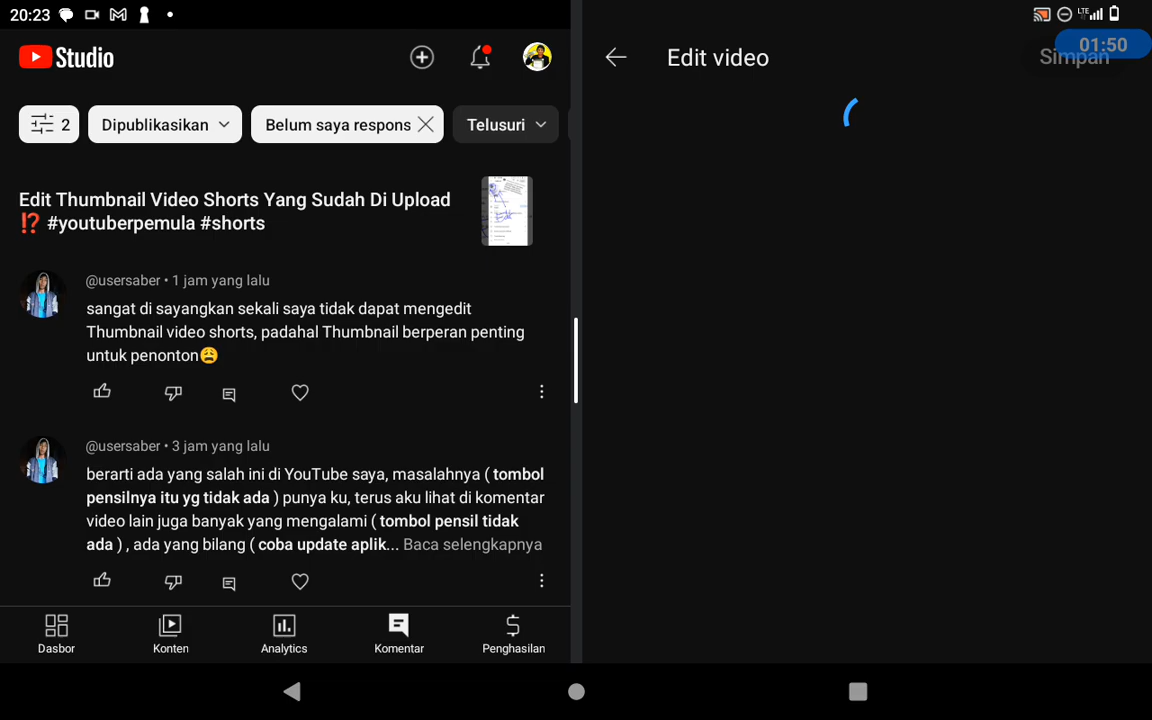 20:23
LTE
01:50
Studio
Edit video
Simpan
2
Dipublikasikan
Belum saya respons
Telusuri
Edit Thumbnail Video Shorts Yang Sudah Di Upload
⁉️ #youtuberpemula #shorts
@usersaber • 1 jam yang lalu
sangat di sayangkan sekali saya tidak dapat mengedit
Thumbnail video shorts, padahal Thumbnail berperan penting
untuk penonton😩
@usersaber • 3 jam yang lalu
berarti ada yang salah ini di YouTube saya, masalahnya ( tombol
pensilnya itu yg tidak ada ) punya ku, terus aku lihat di komentar
video lain juga banyak yang mengalami ( tombol pensil tidak
ada ) , ada yang bilang ( coba update aplik... Baca selengkapnya
Dasbor
Konten
Analytics
Komentar
Penghasilan